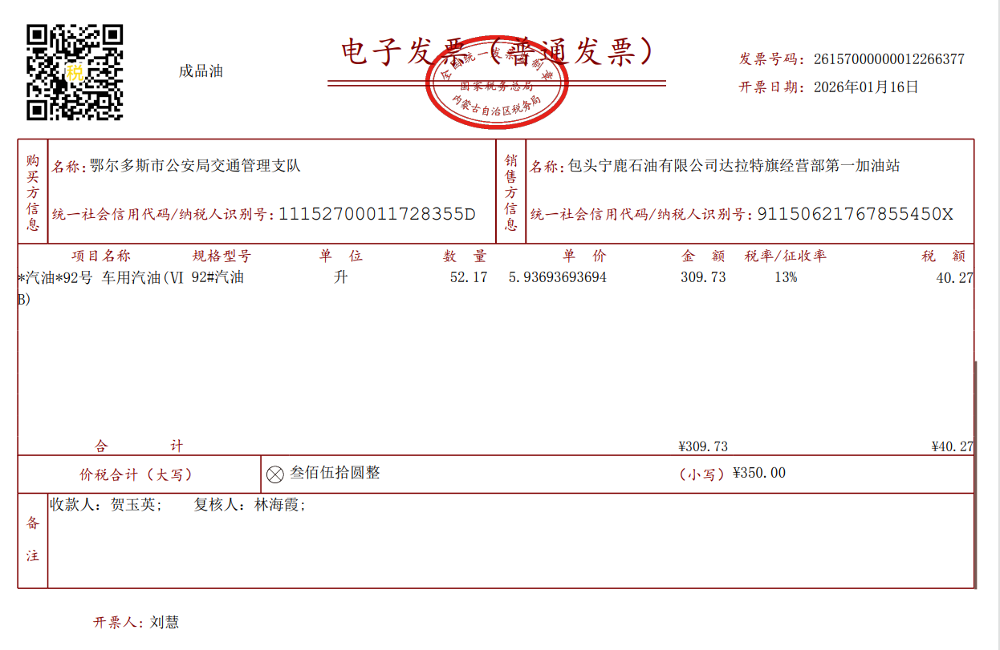 电子发票（普通发票）
全国统一发票监制章
国家税务总局
内蒙古自治区税务局
税
成品油
发票号码：26157000000012266377
开票日期：2026年01月16日
购买方信息
名称：鄂尔多斯市公安局交通管理支队
统一社会信用代码/纳税人识别号：11152700011728355D
销售方信息
名称：包头宁鹿石油有限公司达拉特旗经营部第一加油站
统一社会信用代码/纳税人识别号：91150621767855450X
项目名称 规格型号 单 位 数 量 单 价 金 额 税率/征收率 税 额
*汽油*92号 车用汽油(VI 92#汽油 升 52.17 5.93693693694 309.73 13% 40.27
B)
合 计 ¥309.73 ¥40.27
价税合计（大写） ⊗ 叁佰伍拾圆整 （小写）¥350.00
备注
收款人：贺玉英; 复核人：林海霞;
开票人：刘慧